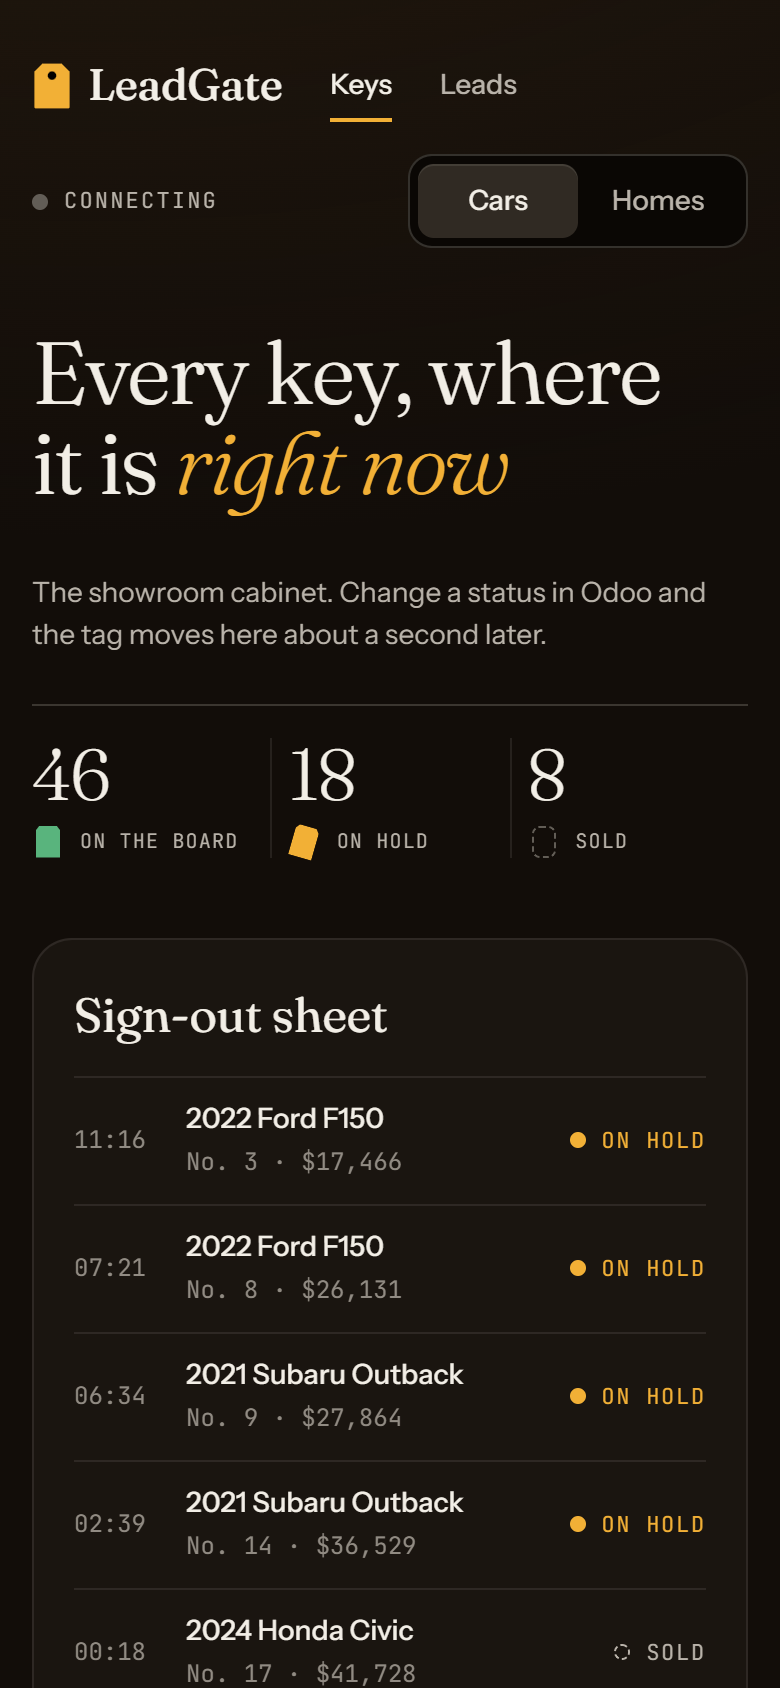 LeadGate Keys Leads
CONNECTING Cars Homes
Every key, where
it is right now
The showroom cabinet. Change a status in Odoo and
the tag moves here about a second later.
46 18 8
ON THE BOARD ON HOLD SOLD
Sign-out sheet
2022 Ford F150
11:16 ON HOLD
No. 3 · $17,466
2022 Ford F150
07:21 ON HOLD
No. 8 · $26,131
2021 Subaru Outback
06:34 ON HOLD
No. 9 · $27,864
2021 Subaru Outback
02:39 ON HOLD
No. 14 · $36,529
2024 Honda Civic
00:18 SOLD
No. 17 · $41,728